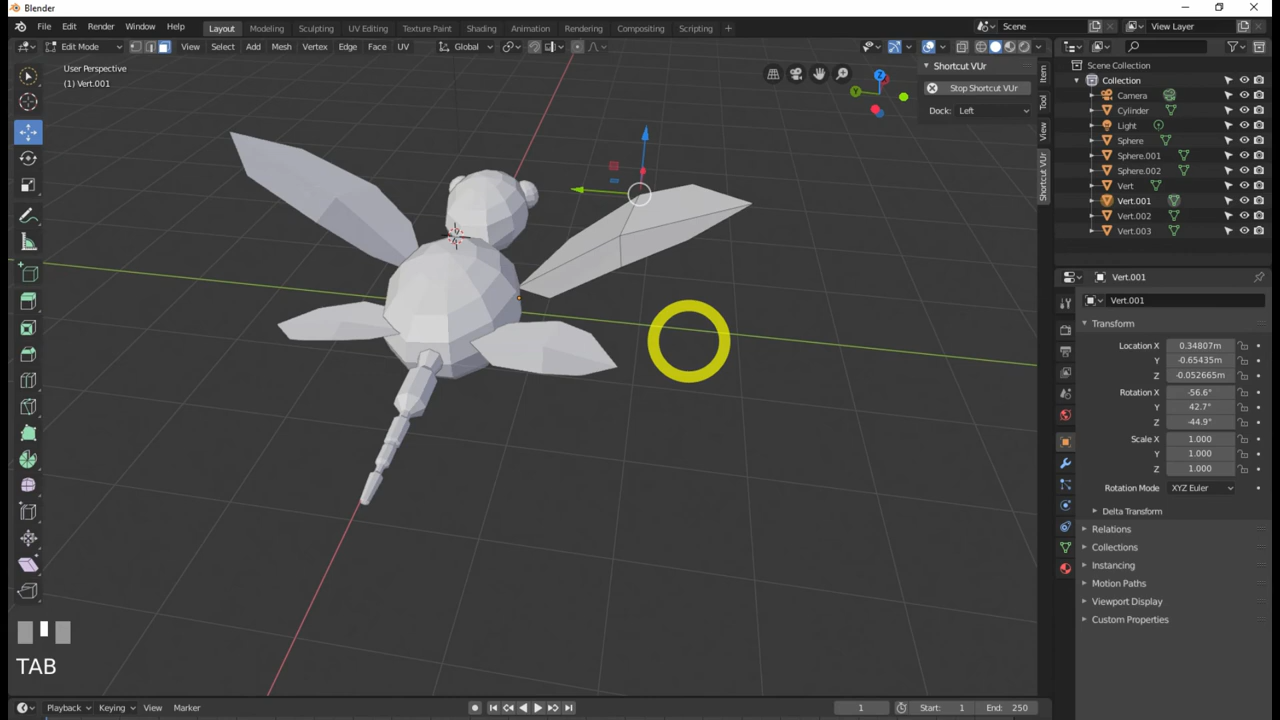 Blender
File Edit Render Window Help Layout Modeling Sculpting UV Editing Texture Paint Shading Animation Rendering Compositing Scripting + Scene View Layer
Edit Mode View Select Add Mesh Vertex Edge Face UV Global
User Perspective
(1) Vert.001
Shortcut VUr
Stop Shortcut VUr
Dock: Left
Item
Tool
View
Shortcut VUr
Z
Y
Scene Collection
Collection
Camera
Cylinder
Light
Sphere
Sphere.001
Sphere.002
Vert
Vert.001
Vert.002
Vert.003
Vert.001
Vert.001
Transform
Location X 0.34807m
Y -0.65435m
Z -0.052665m
Rotation X -56.6°
Y 42.7°
Z -44.9°
Scale X 1.000
Y 1.000
Z 1.000
Rotation Mode XYZ Euler
Delta Transform
Relations
Collections
Instancing
Motion Paths
Viewport Display
Custom Properties
TAB
Playback Keying View Marker 1 Start: 1 End: 250